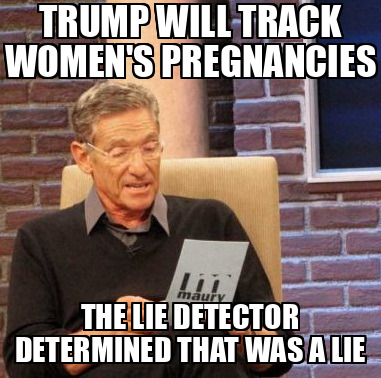 TRUMP WILL TRACK
WOMEN'S PREGNANCIES
maury
THE LIE DETECTOR
DETERMINED THAT WAS A LIE